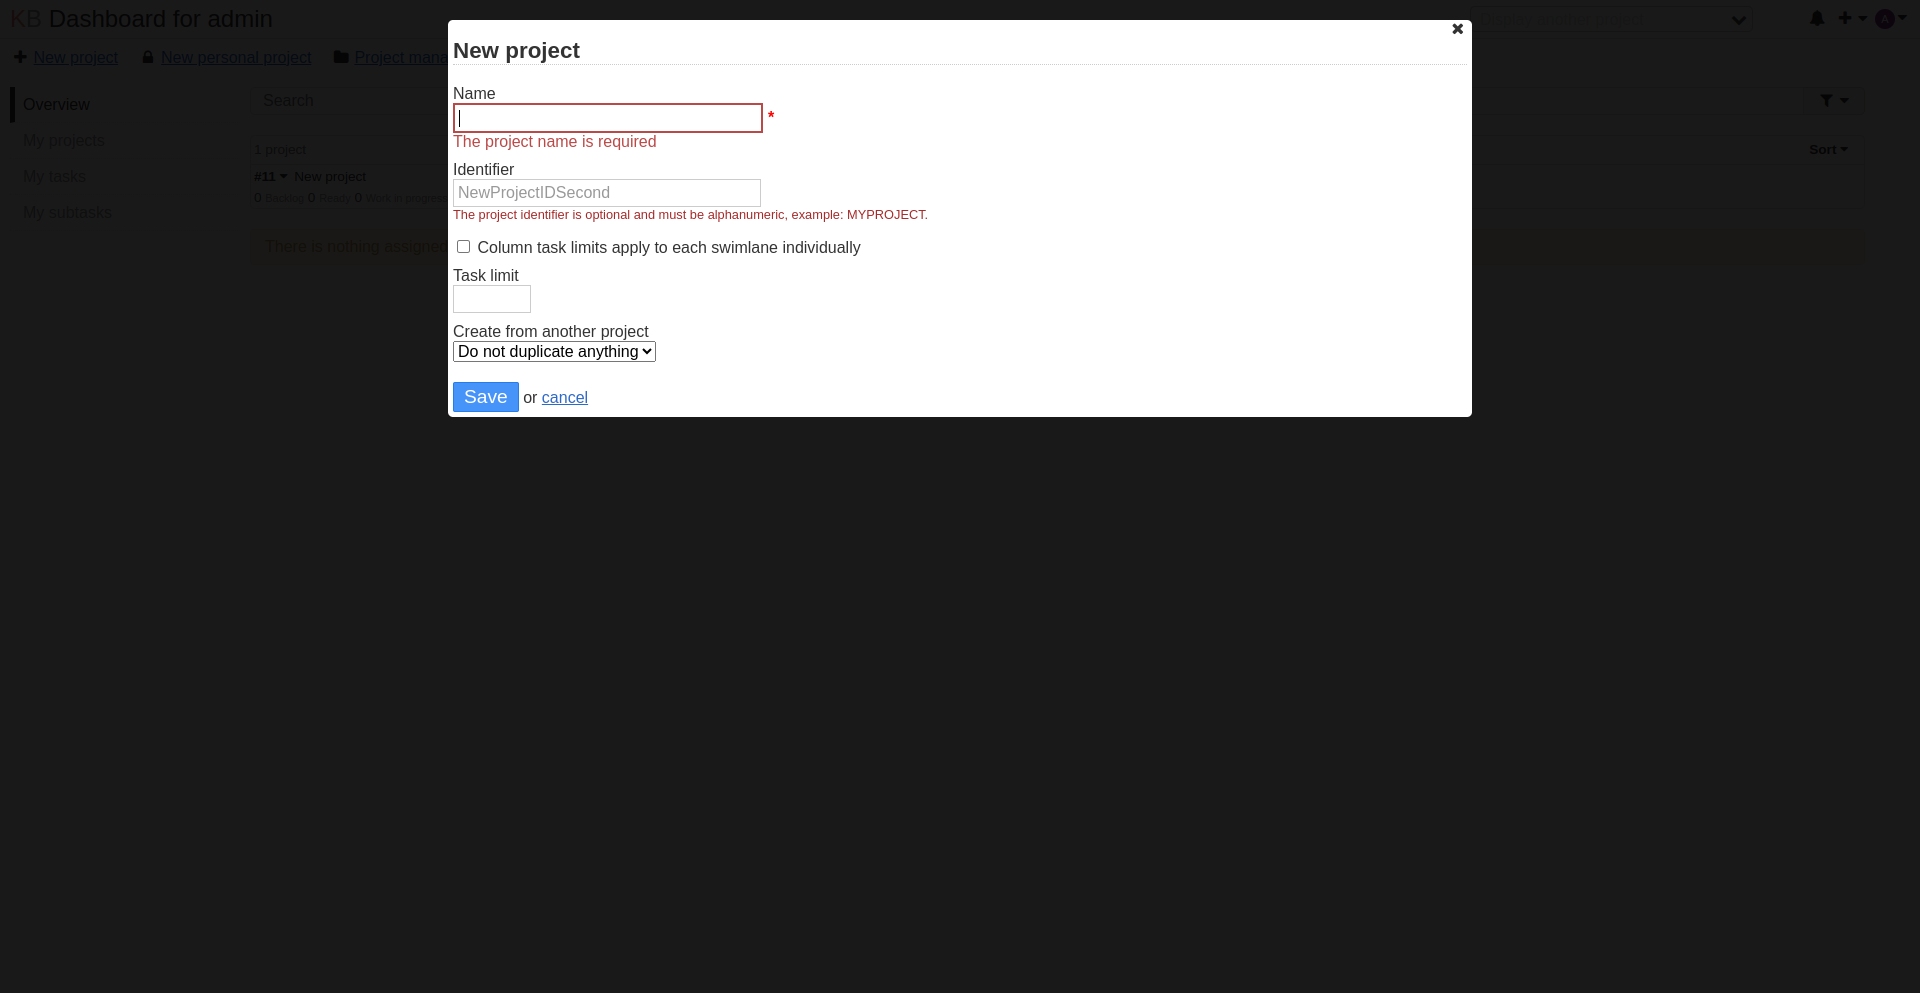 KB Dashboard for admin
New project
New personal project
Project mana
Overview
My projects
My tasks
My subtasks
Search
1 project
Sort
#11 New project
0 Backlog 0 Ready 0 Work in progress
There is nothing assigned
A
New project
Name
*
The project name is required
Identifier
NewProjectIDSecond
The project identifier is optional and must be alphanumeric, example: MYPROJECT.
Column task limits apply to each swimlane individually
Task limit
Create from another project
Do not duplicate anything
Save or cancel